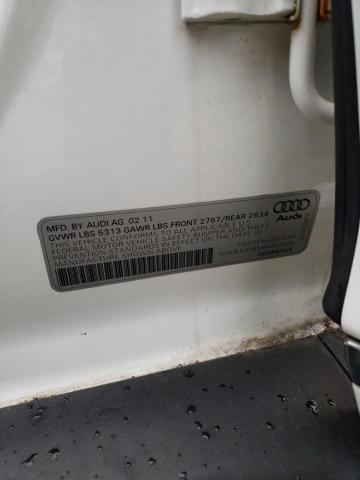 MFD. BY AUDI AG 02 11
GVWR LBS 5313 GAWR LBS FRONT 2767/REAR 2634
THIS VEHICLE CONFORMS TO ALL APPLICABLE U.S.
FEDERAL MOTOR VEHICLE SAFETY BUMPER AND THEFT
PREVENTION STANDARDS IN EFFECT ON THE DATE OF
MANUFACTURE SHOWN ABOVE
Audi
PASSENGER CAR
GERMANY